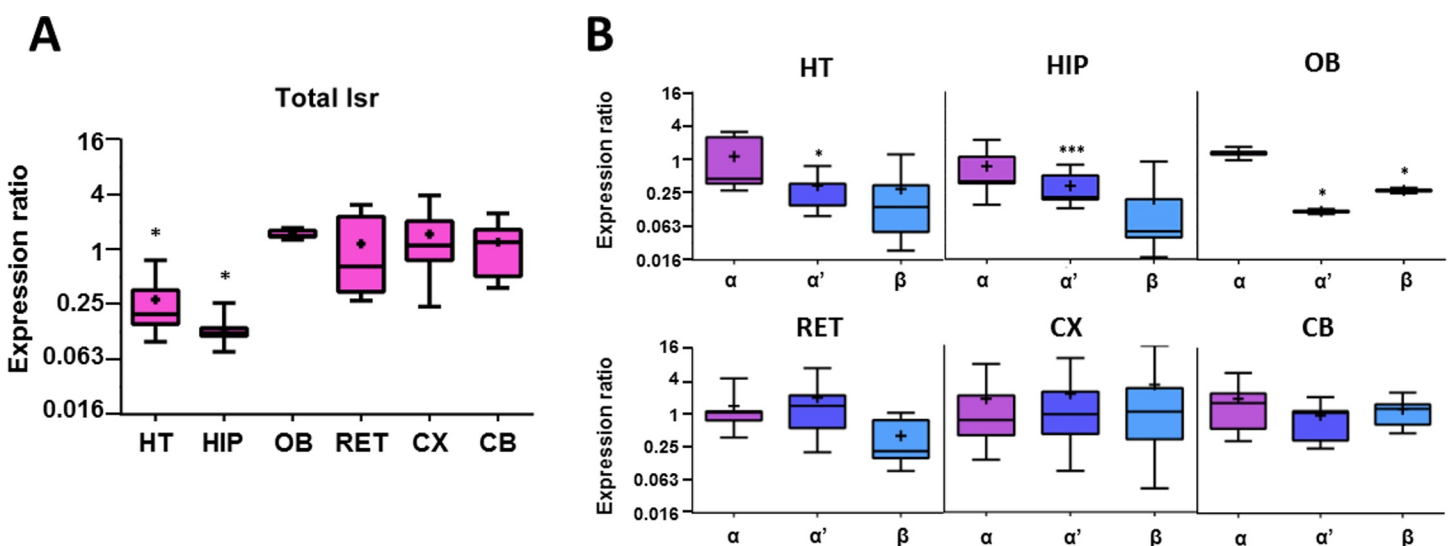 A
Total Isr
Expression ratio
16
4
1
0.25
0.063
0.016
*
*
HT HIP OB RET CX CB
B
HT HIP OB
Expression ratio
16
4
1
0.25
0.063
0.016
*
***
*
*
α α’ β α α’ β α α’ β
RET CX CB
Expression ratio
16
4
1
0.25
0.063
0.016
α α’ β α α’ β α α’ β